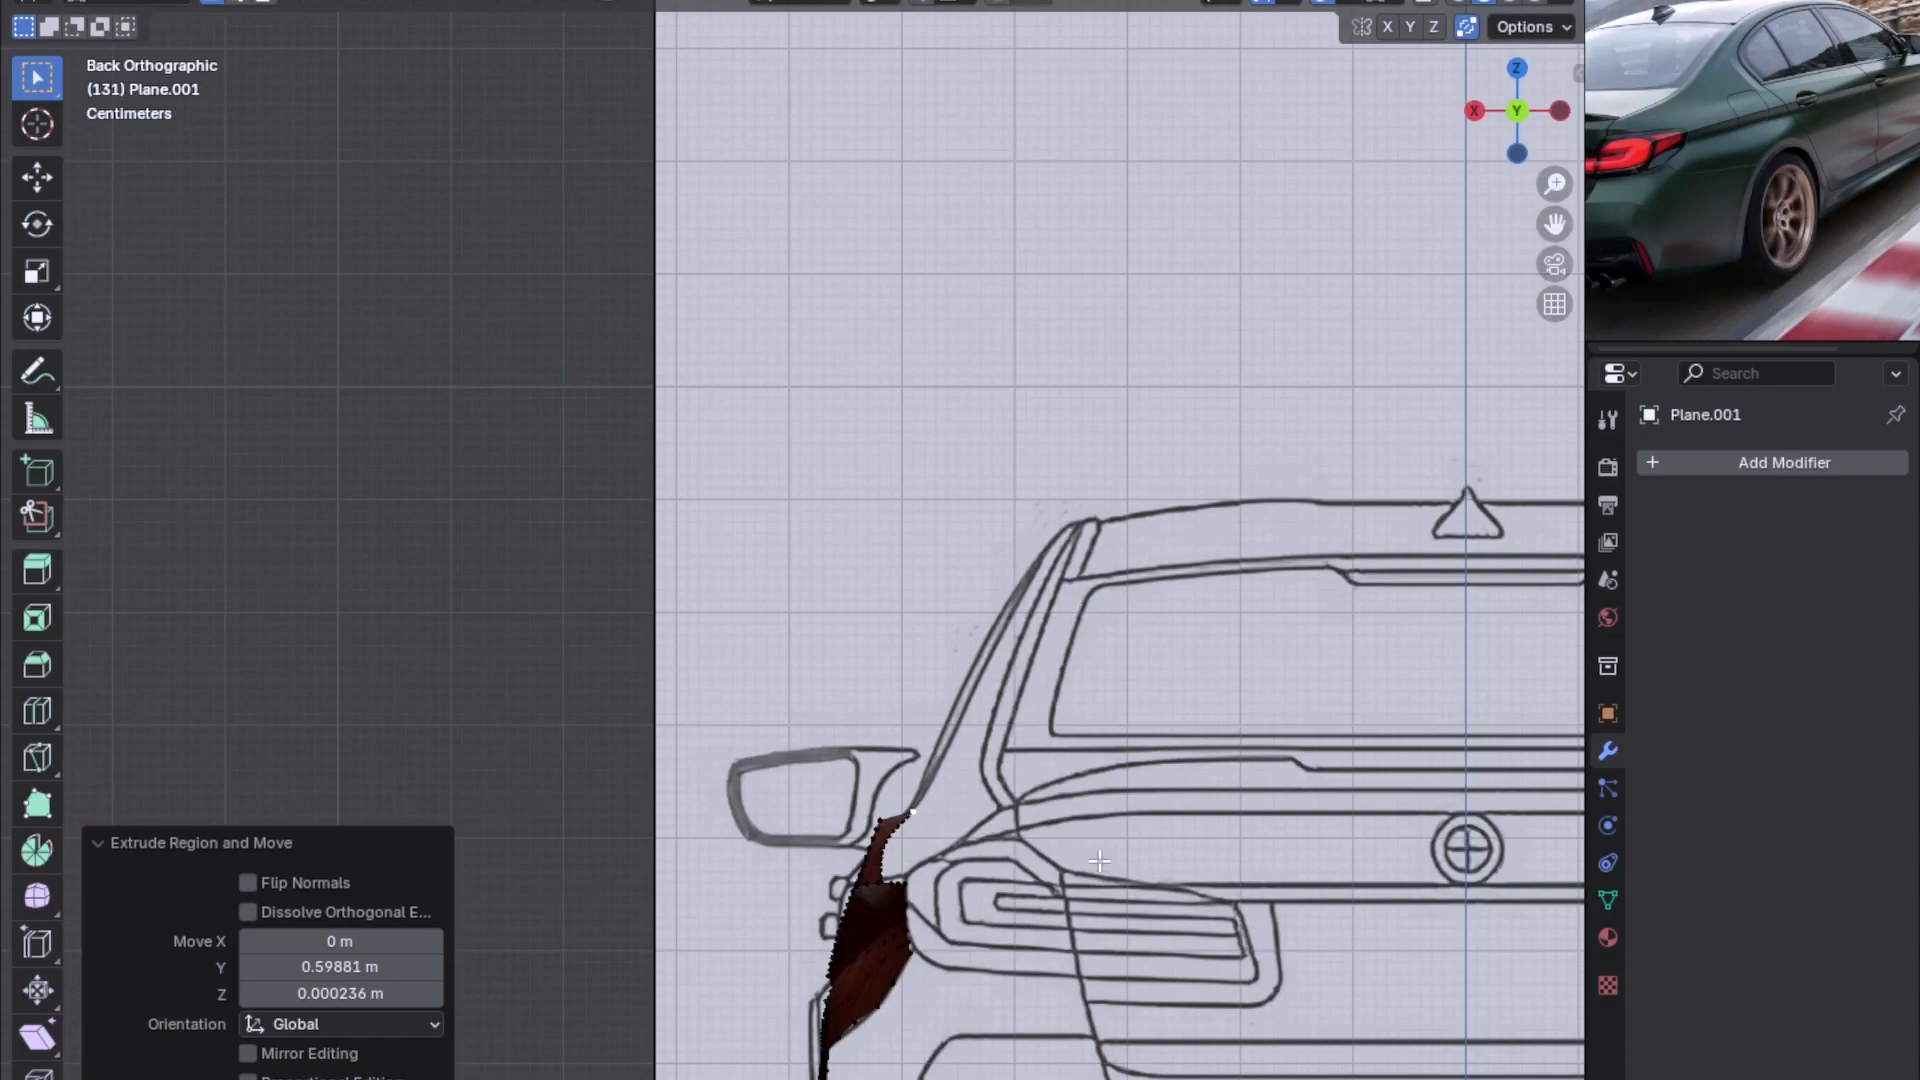 X Y Z Options
Back Orthographic
(131) Plane.001
Centimeters
Z
X Y
Search
Plane.001
+ Add Modifier
Extrude Region and Move
Flip Normals
Dissolve Orthogonal E...
Move X 0 m
Y 0.59881 m
Z 0.000236 m
Orientation Global
Mirror Editing